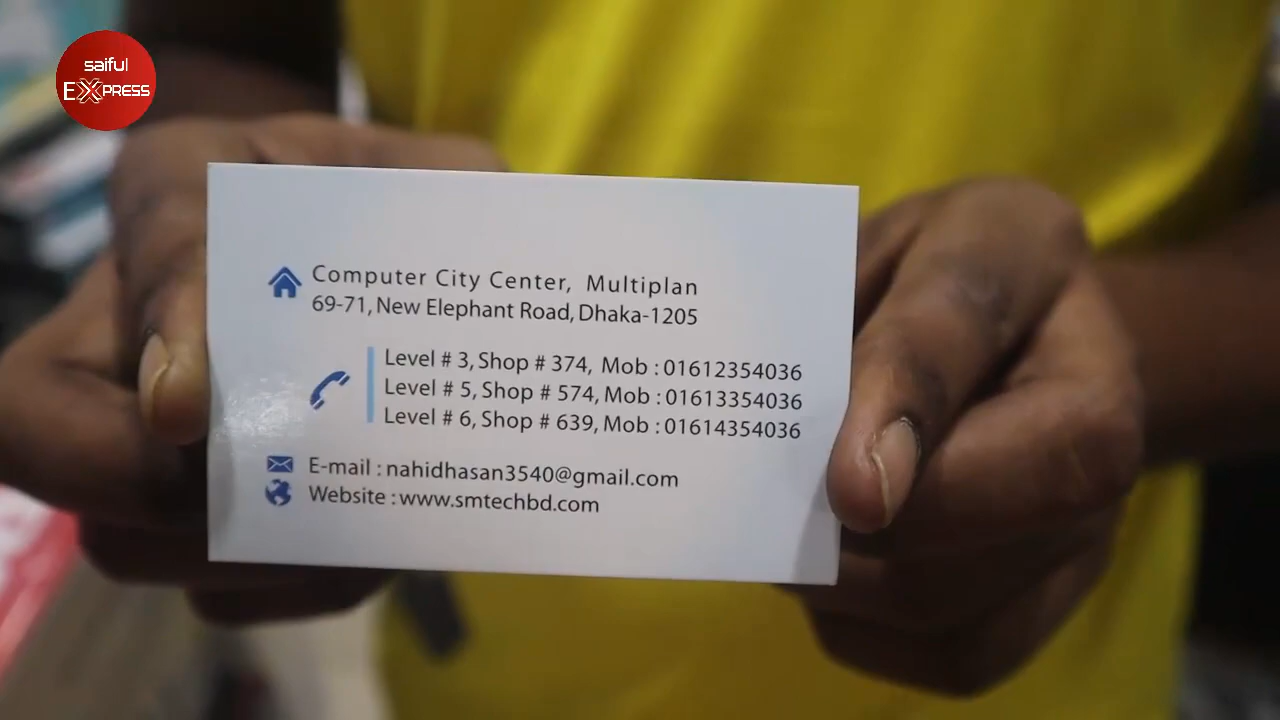 saiful
EXPRESS
Computer City Center, Multiplan
69-71, New Elephant Road, Dhaka-1205
Level # 3, Shop # 374, Mob : 01612354036
Level # 5, Shop # 574, Mob : 01613354036
Level # 6, Shop # 639, Mob : 01614354036
E-mail : nahidhasan3540@gmail.com
Website : www.smtechbd.com